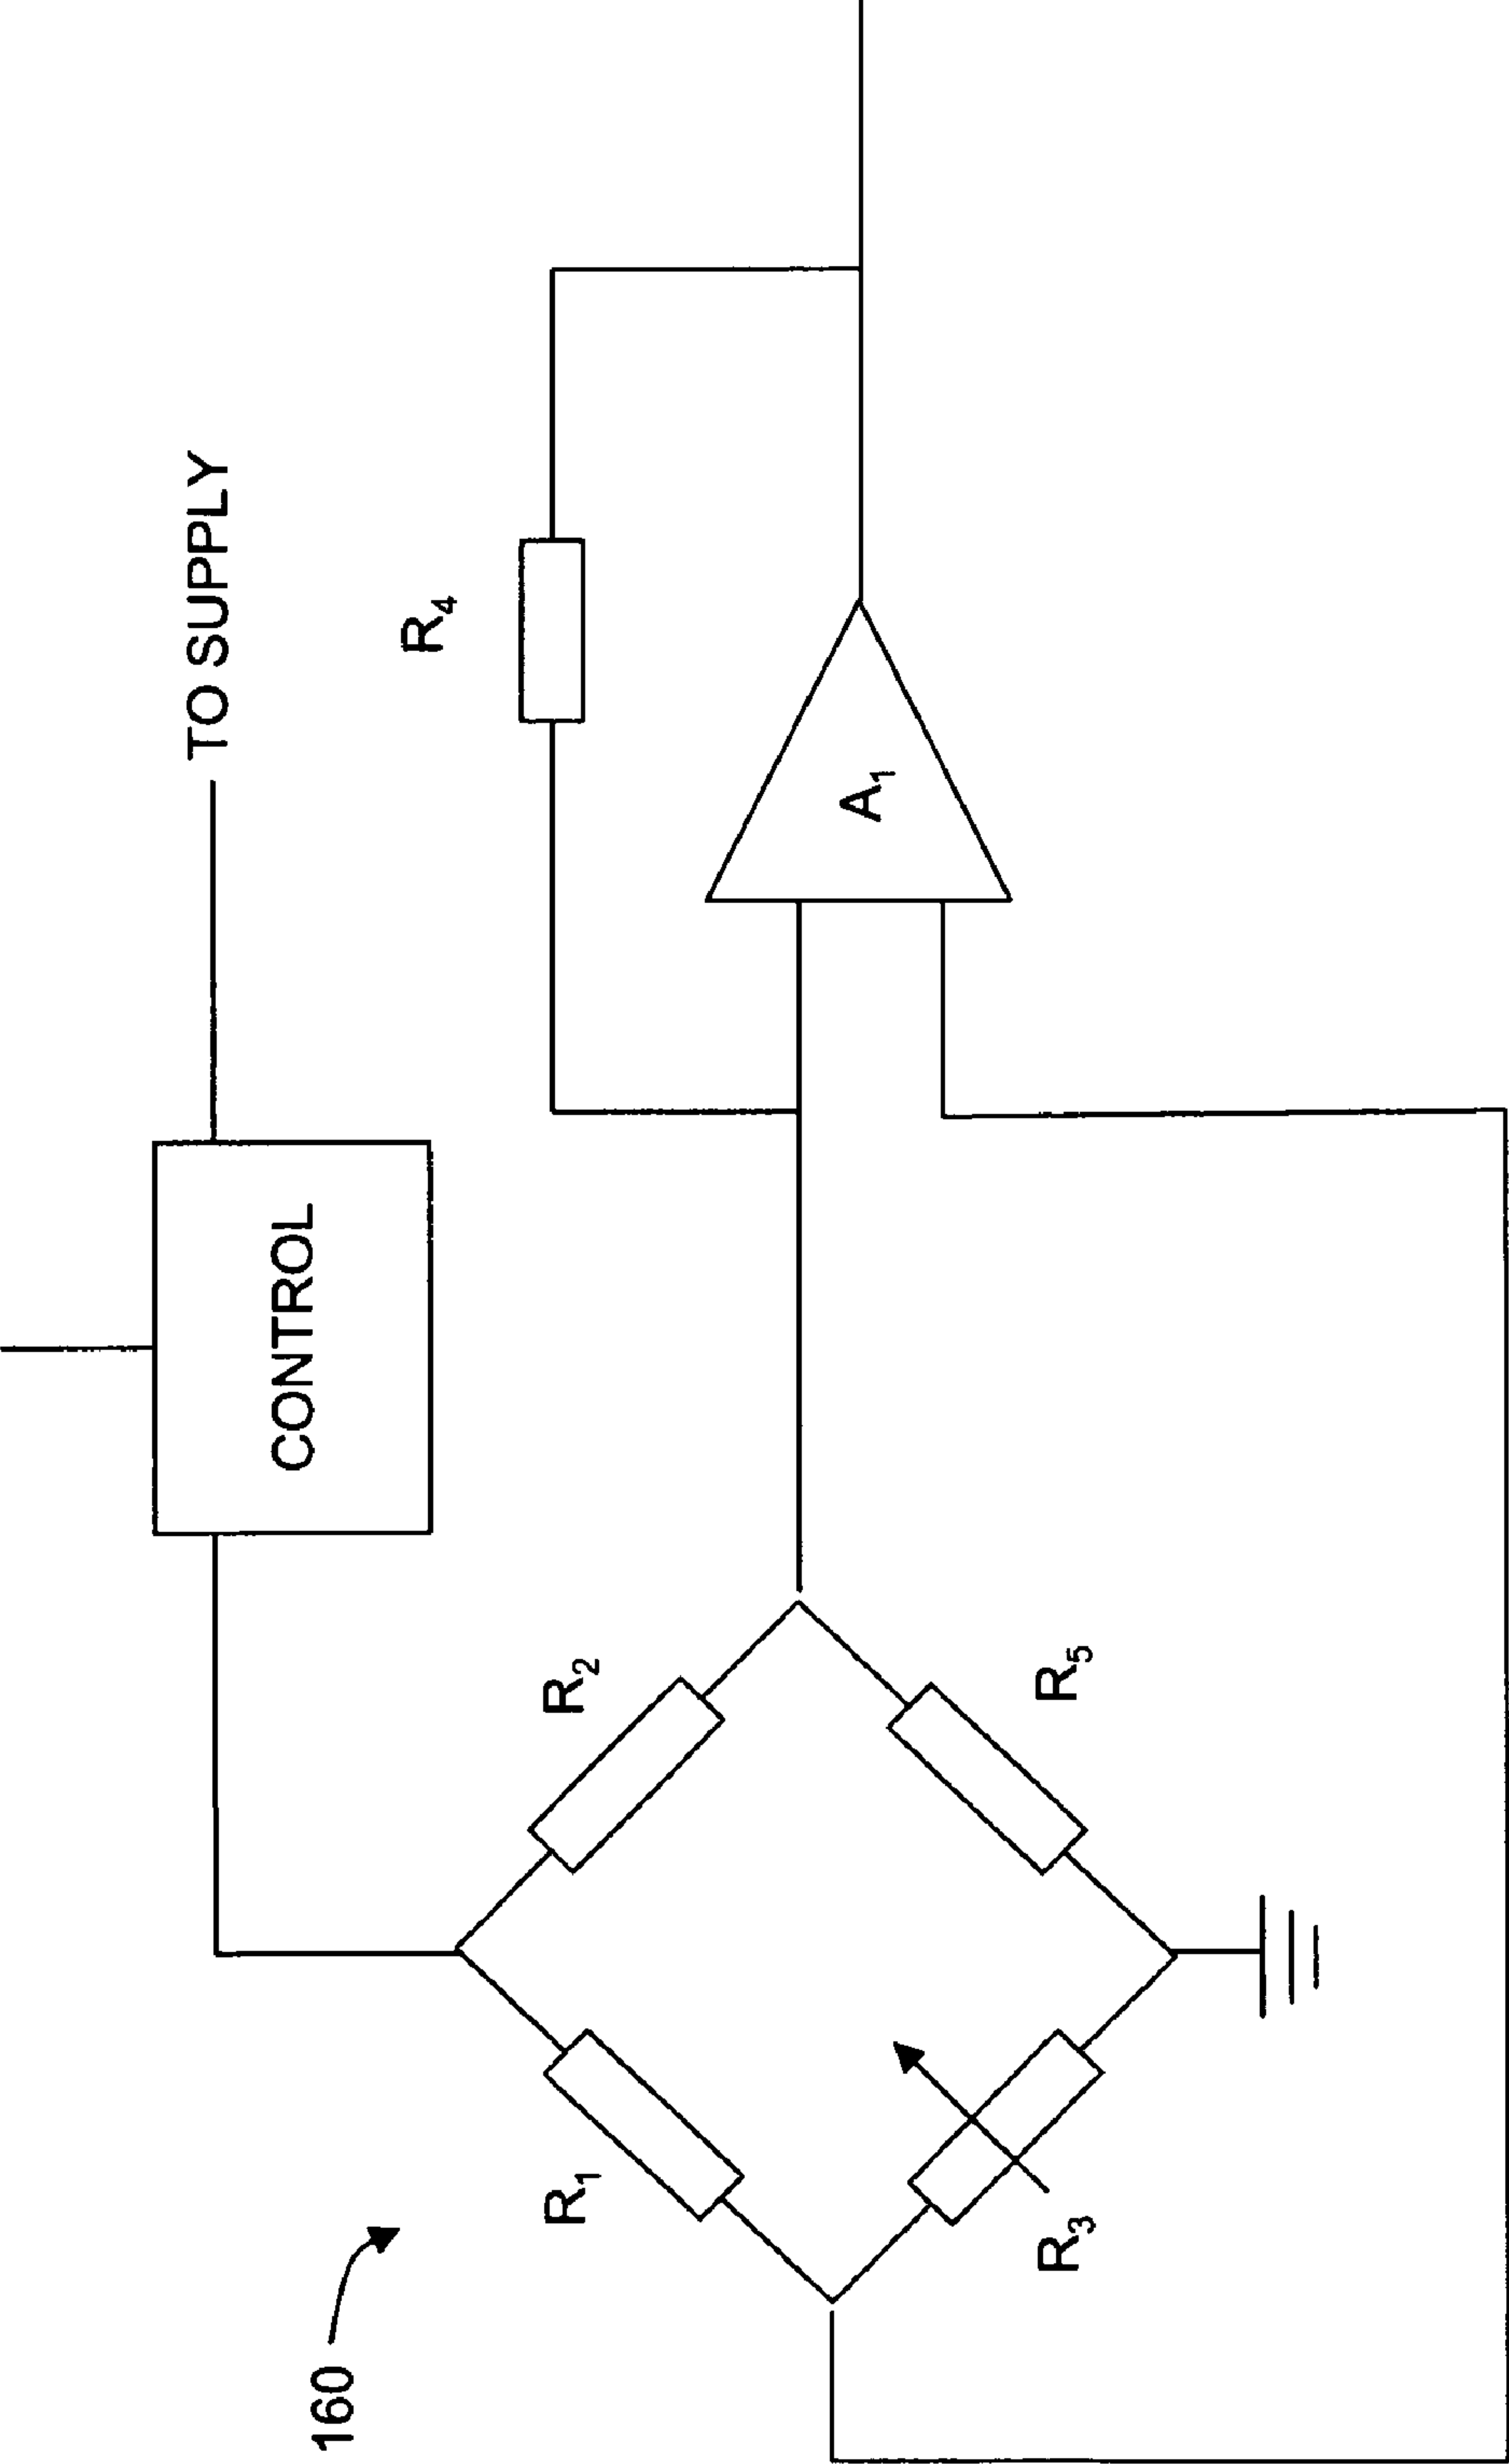 160
TO SUPPLY
CONTROL
R4
A1
R1
R2
R3
R5